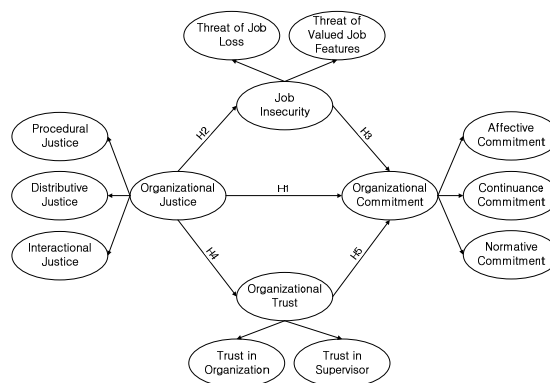 Threat of Job
Loss
Threat of
Valued Job
Features
Job
Insecurity
H2
H3
Procedural
Justice
Distributive
Justice
Interactional
Justice
Organizational
Justice
H1
Organizational
Commitment
Affective
Commitment
Continuance
Commitment
Normative
Commitment
H4
H5
Organizational
Trust
Trust in
Organization
Trust in
Supervisor